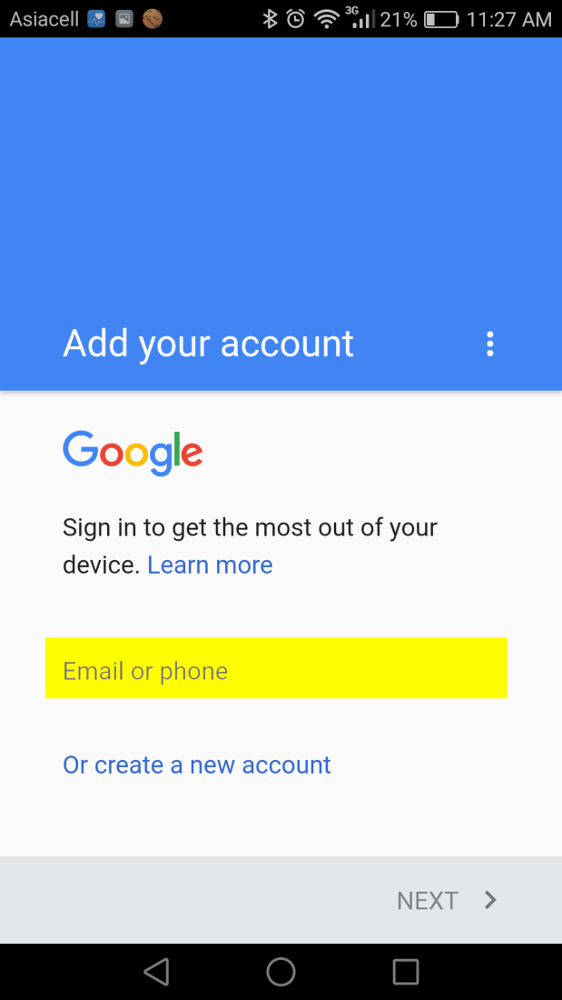 Asiacell 3G 21% 11:27 AM
Add your account
Google
Sign in to get the most out of your
device. Learn more
Email or phone
Or create a new account
NEXT